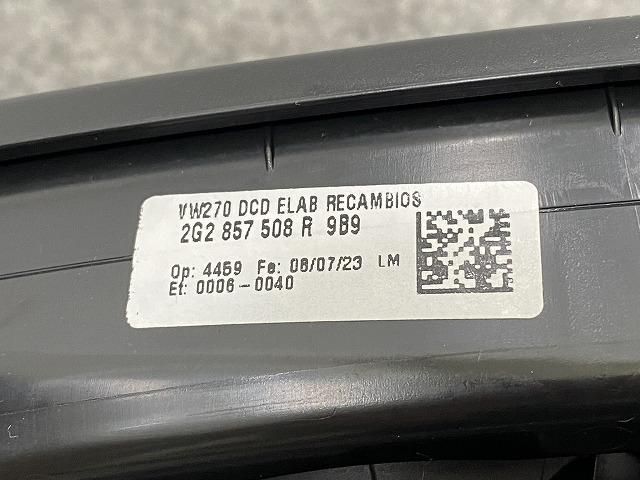 VW270 DCD ELAB RECAMBIOS
2G2 857 508 R 9B9
Op: 4459 Fe: 06/07/23 LM
Et: 0006-0040